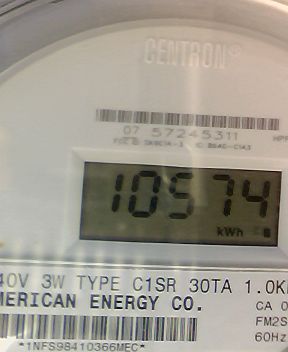 CENTRON®
07 57245311
10574
kWh
40V 3W TYPE C1SR 30TA 1.0K
MERICAN ENERGY CO.
CA 0
FM2S
60Hz
*1NFS98410366MEC*